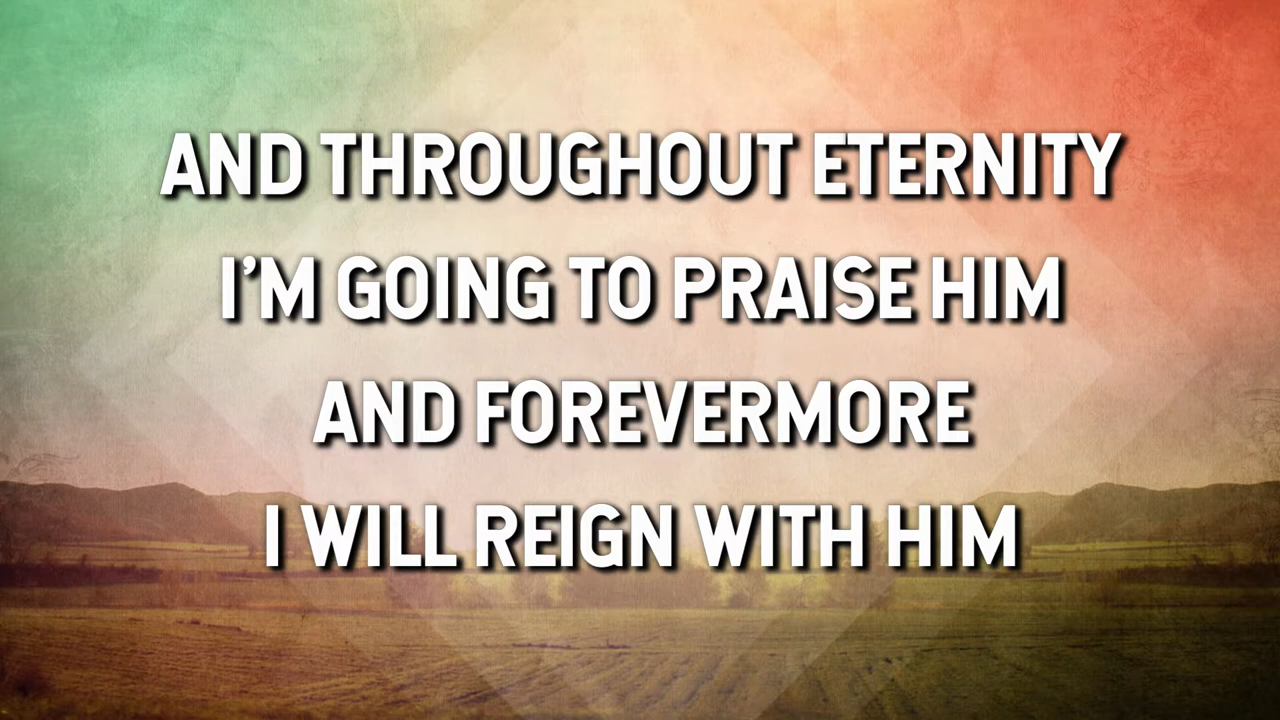 AND THROUGHOUT ETERNITY
I’M GOING TO PRAISE HIM
AND FOREVERMORE
I WILL REIGN WITH HIM